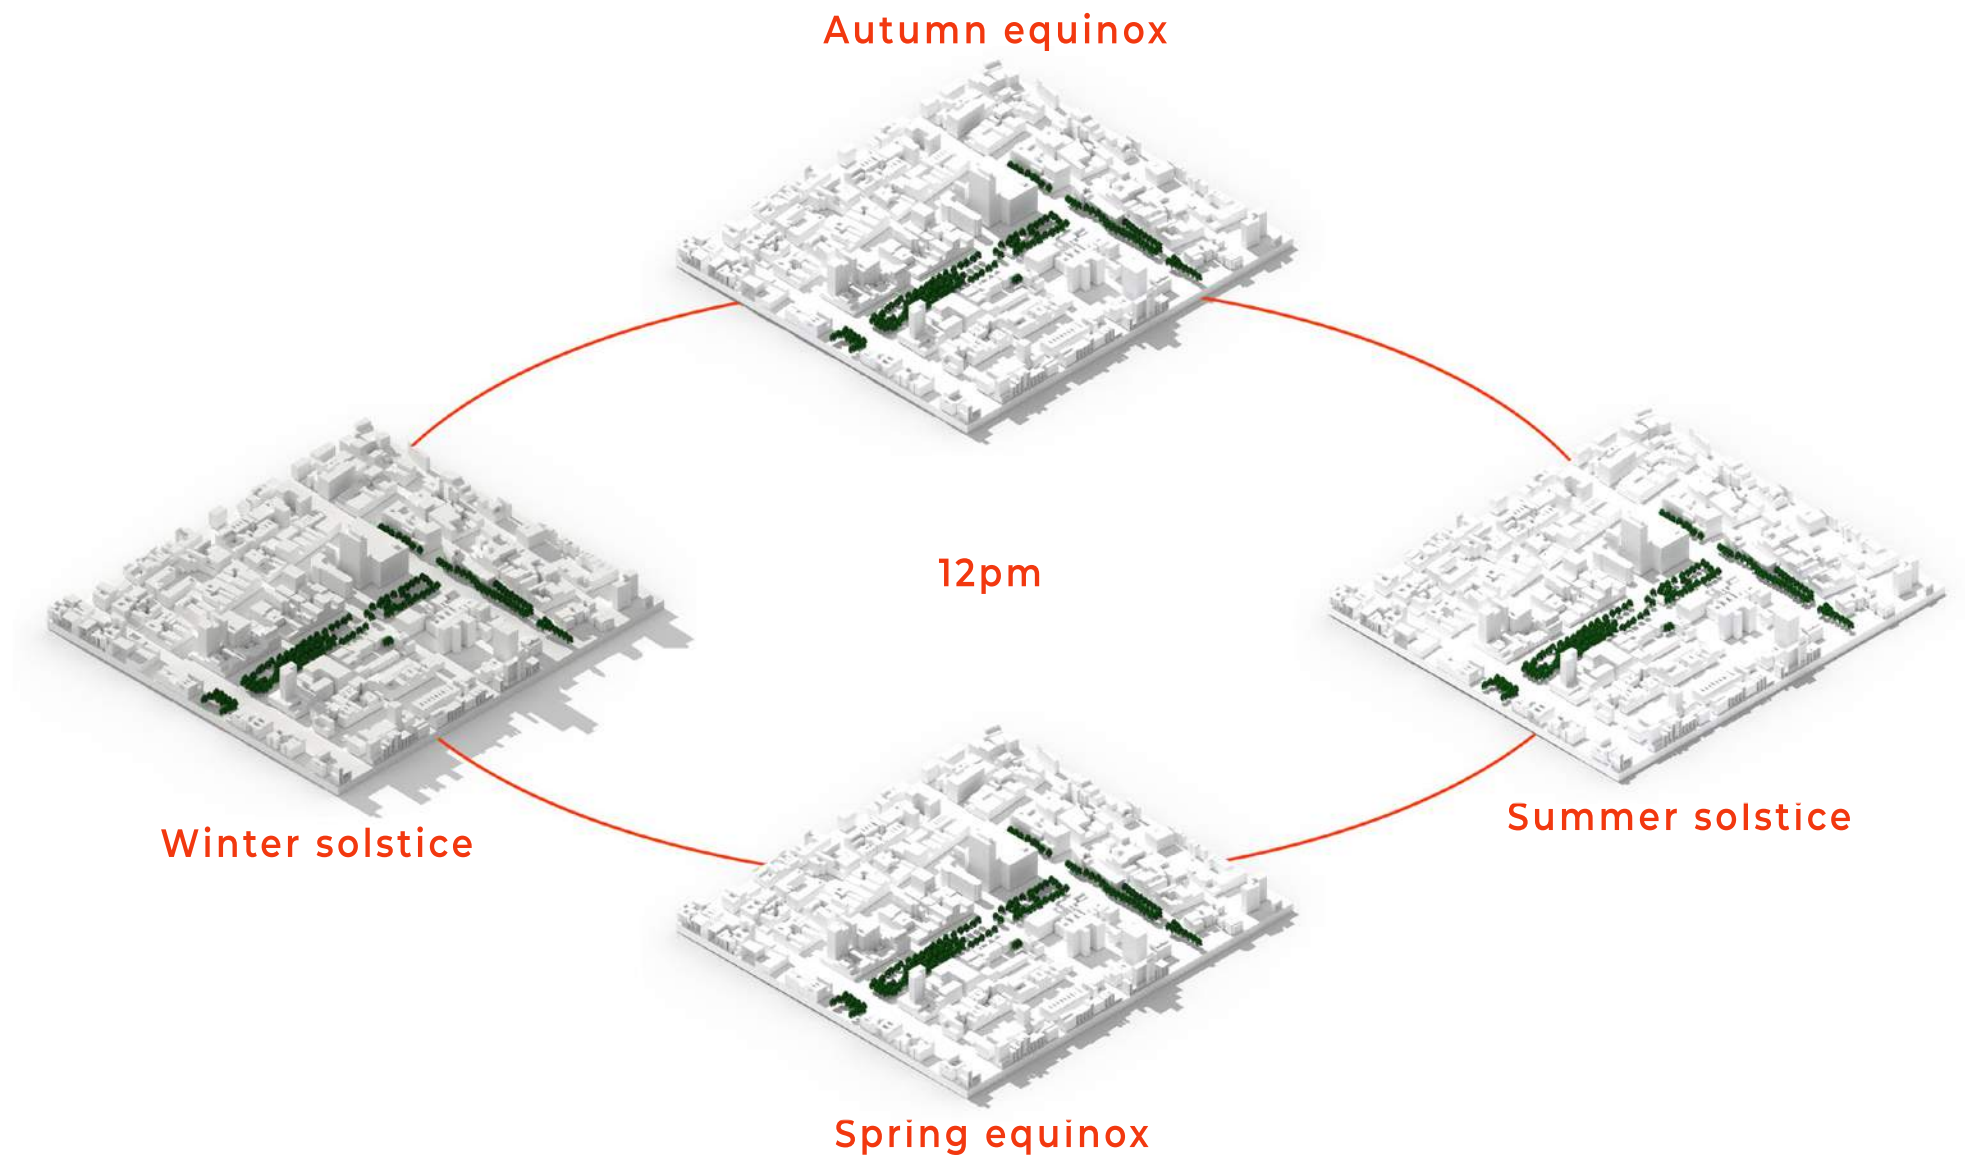 Autumn equinox
12pm
Summer solstice
Winter solstice
Spring equinox